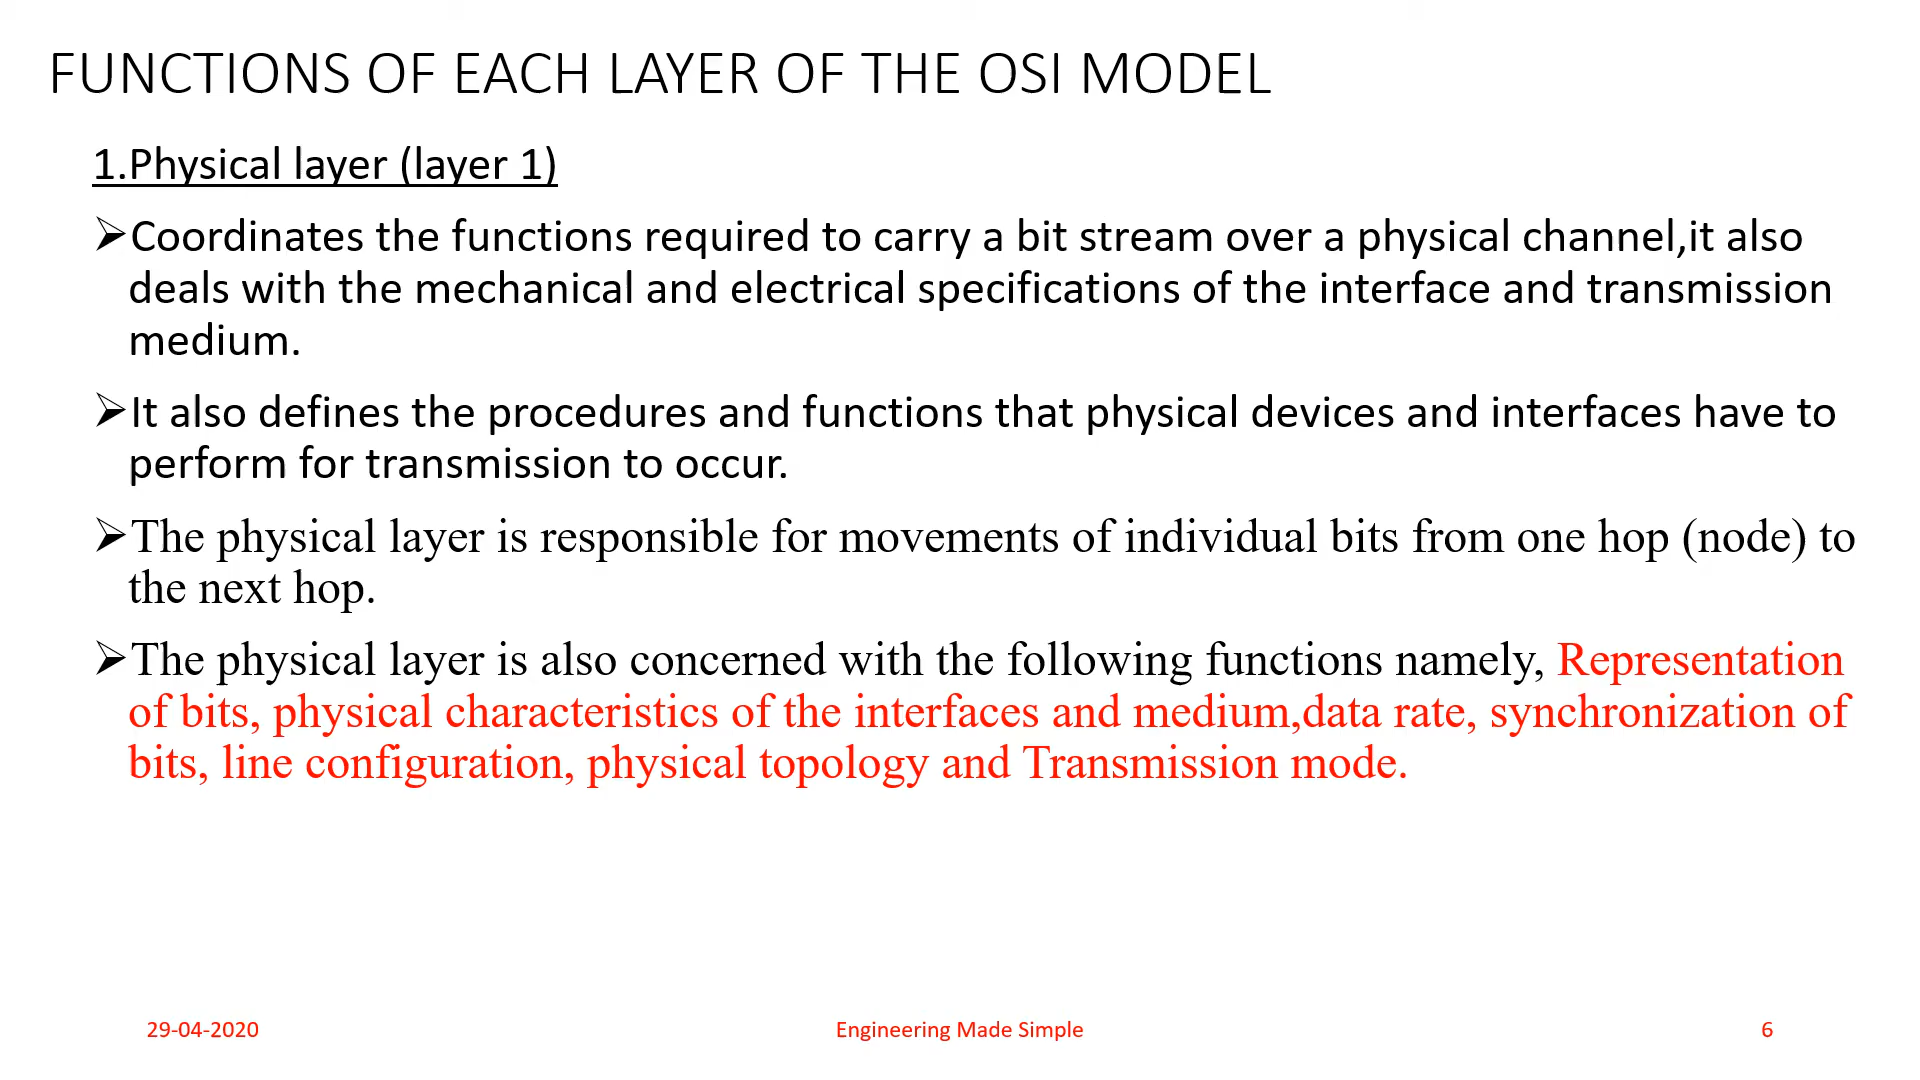 FUNCTIONS OF EACH LAYER OF THE OSI MODEL
1.Physical layer (layer 1)
➢Coordinates the functions required to carry a bit stream over a physical channel,it also
deals with the mechanical and electrical specifications of the interface and transmission
medium.
➢It also defines the procedures and functions that physical devices and interfaces have to
perform for transmission to occur.
➢The physical layer is responsible for movements of individual bits from one hop (node) to
the next hop.
➢The physical layer is also concerned with the following functions namely, Representation
of bits, physical characteristics of the interfaces and medium,data rate, synchronization of
bits, line configuration, physical topology and Transmission mode.
29-04-2020
Engineering Made Simple
6